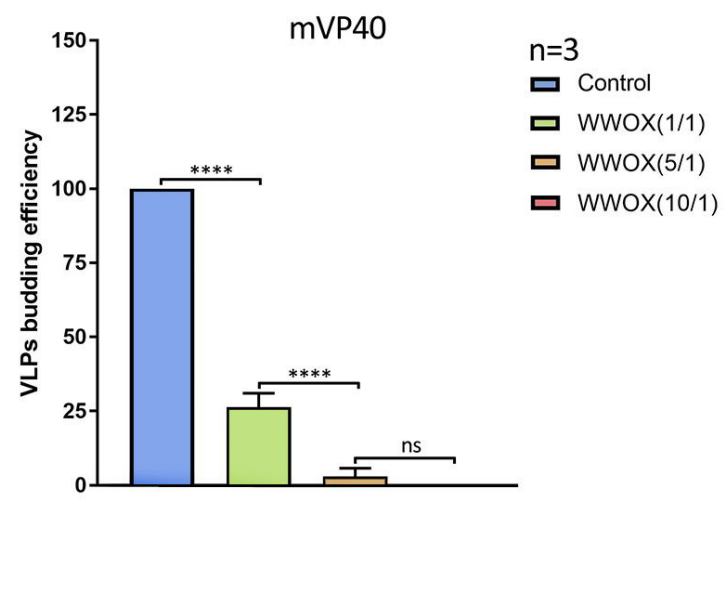 mVP40
n=3
Control
WWOX(1/1)
WWOX(5/1)
WWOX(10/1)
VLPs budding efficiency
150
125
100
75
50
25
0
****
****
ns